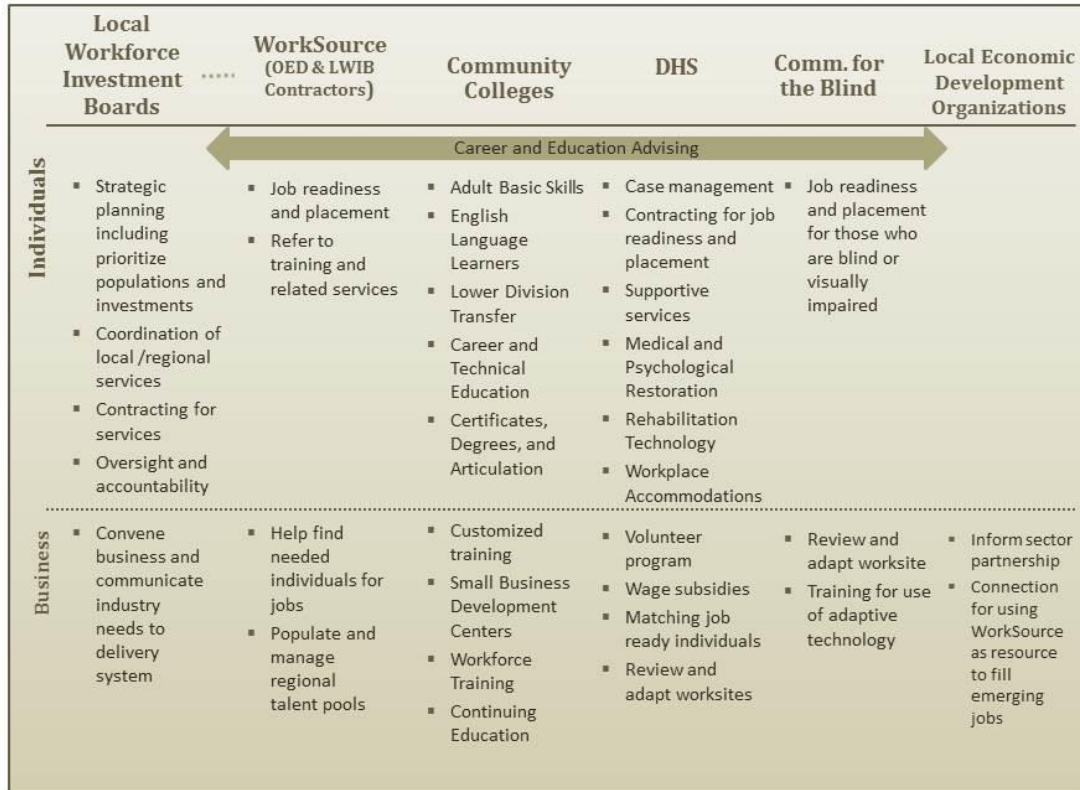 Local
Workforce
Investment
Boards
WorkSource
(OED & LWIB
Contractors)
Community
Colleges
DHS
Comm. for
the Blind
Local Economic
Development
Organizations
Career and Education Advising
Individuals
▪ Strategic
planning
including
prioritize
populations and
investments
▪ Coordination of
local /regional
services
▪ Contracting for
services
▪ Oversight and
accountability
▪ Job readiness
and placement
▪ Refer to
training and
related services
▪ Adult Basic Skills
▪ English
Language
Learners
▪ Lower Division
Transfer
▪ Career and
Technical
Education
▪ Certificates,
Degrees, and
Articulation
▪ Case management
▪ Contracting for job
readiness and
placement
▪ Supportive
services
▪ Medical and
Psychological
Restoration
▪ Rehabilitation
Technology
▪ Workplace
Accommodations
▪ Job readiness
and placement
for those who
are blind or
visually
impaired
Business
▪ Convene
business and
communicate
industry
needs to
delivery
system
▪ Help find
needed
individuals for
jobs
▪ Populate and
manage
regional
talent pools
▪ Customized
training
▪ Small Business
Development
Centers
▪ Workforce
Training
▪ Continuing
Education
▪ Volunteer
program
▪ Wage subsidies
▪ Matching job
ready individuals
▪ Review and
adapt worksites
▪ Review and
adapt worksite
▪ Training for use
of adaptive
technology
▪ Inform sector
partnership
▪ Connection
for using
WorkSource
as resource
to fill
emerging
jobs